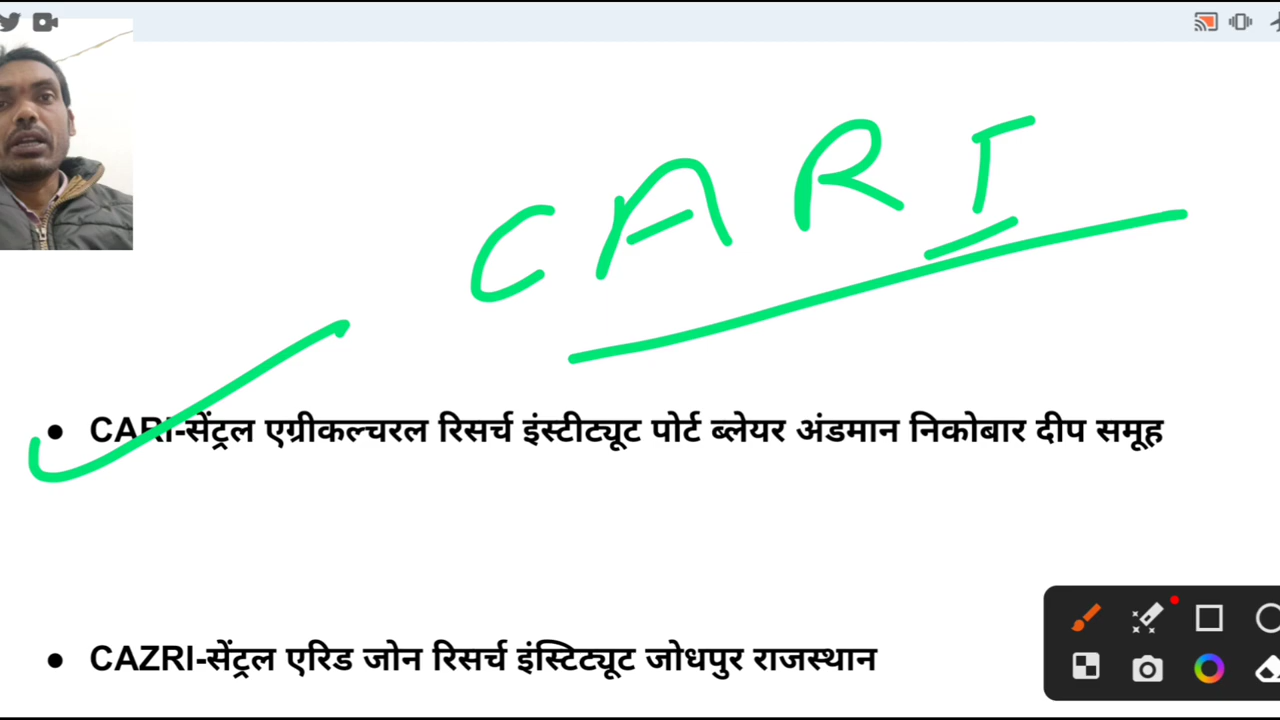 CARI
• CARI-सेंट्रल एग्रीकल्चरल रिसर्च इंस्टीट्यूट पोर्ट ब्लेयर अंडमान निकोबार दीप समूह
• CAZRI-सेंट्रल एरिड जोन रिसर्च इंस्टिट्यूट जोधपुर राजस्थान